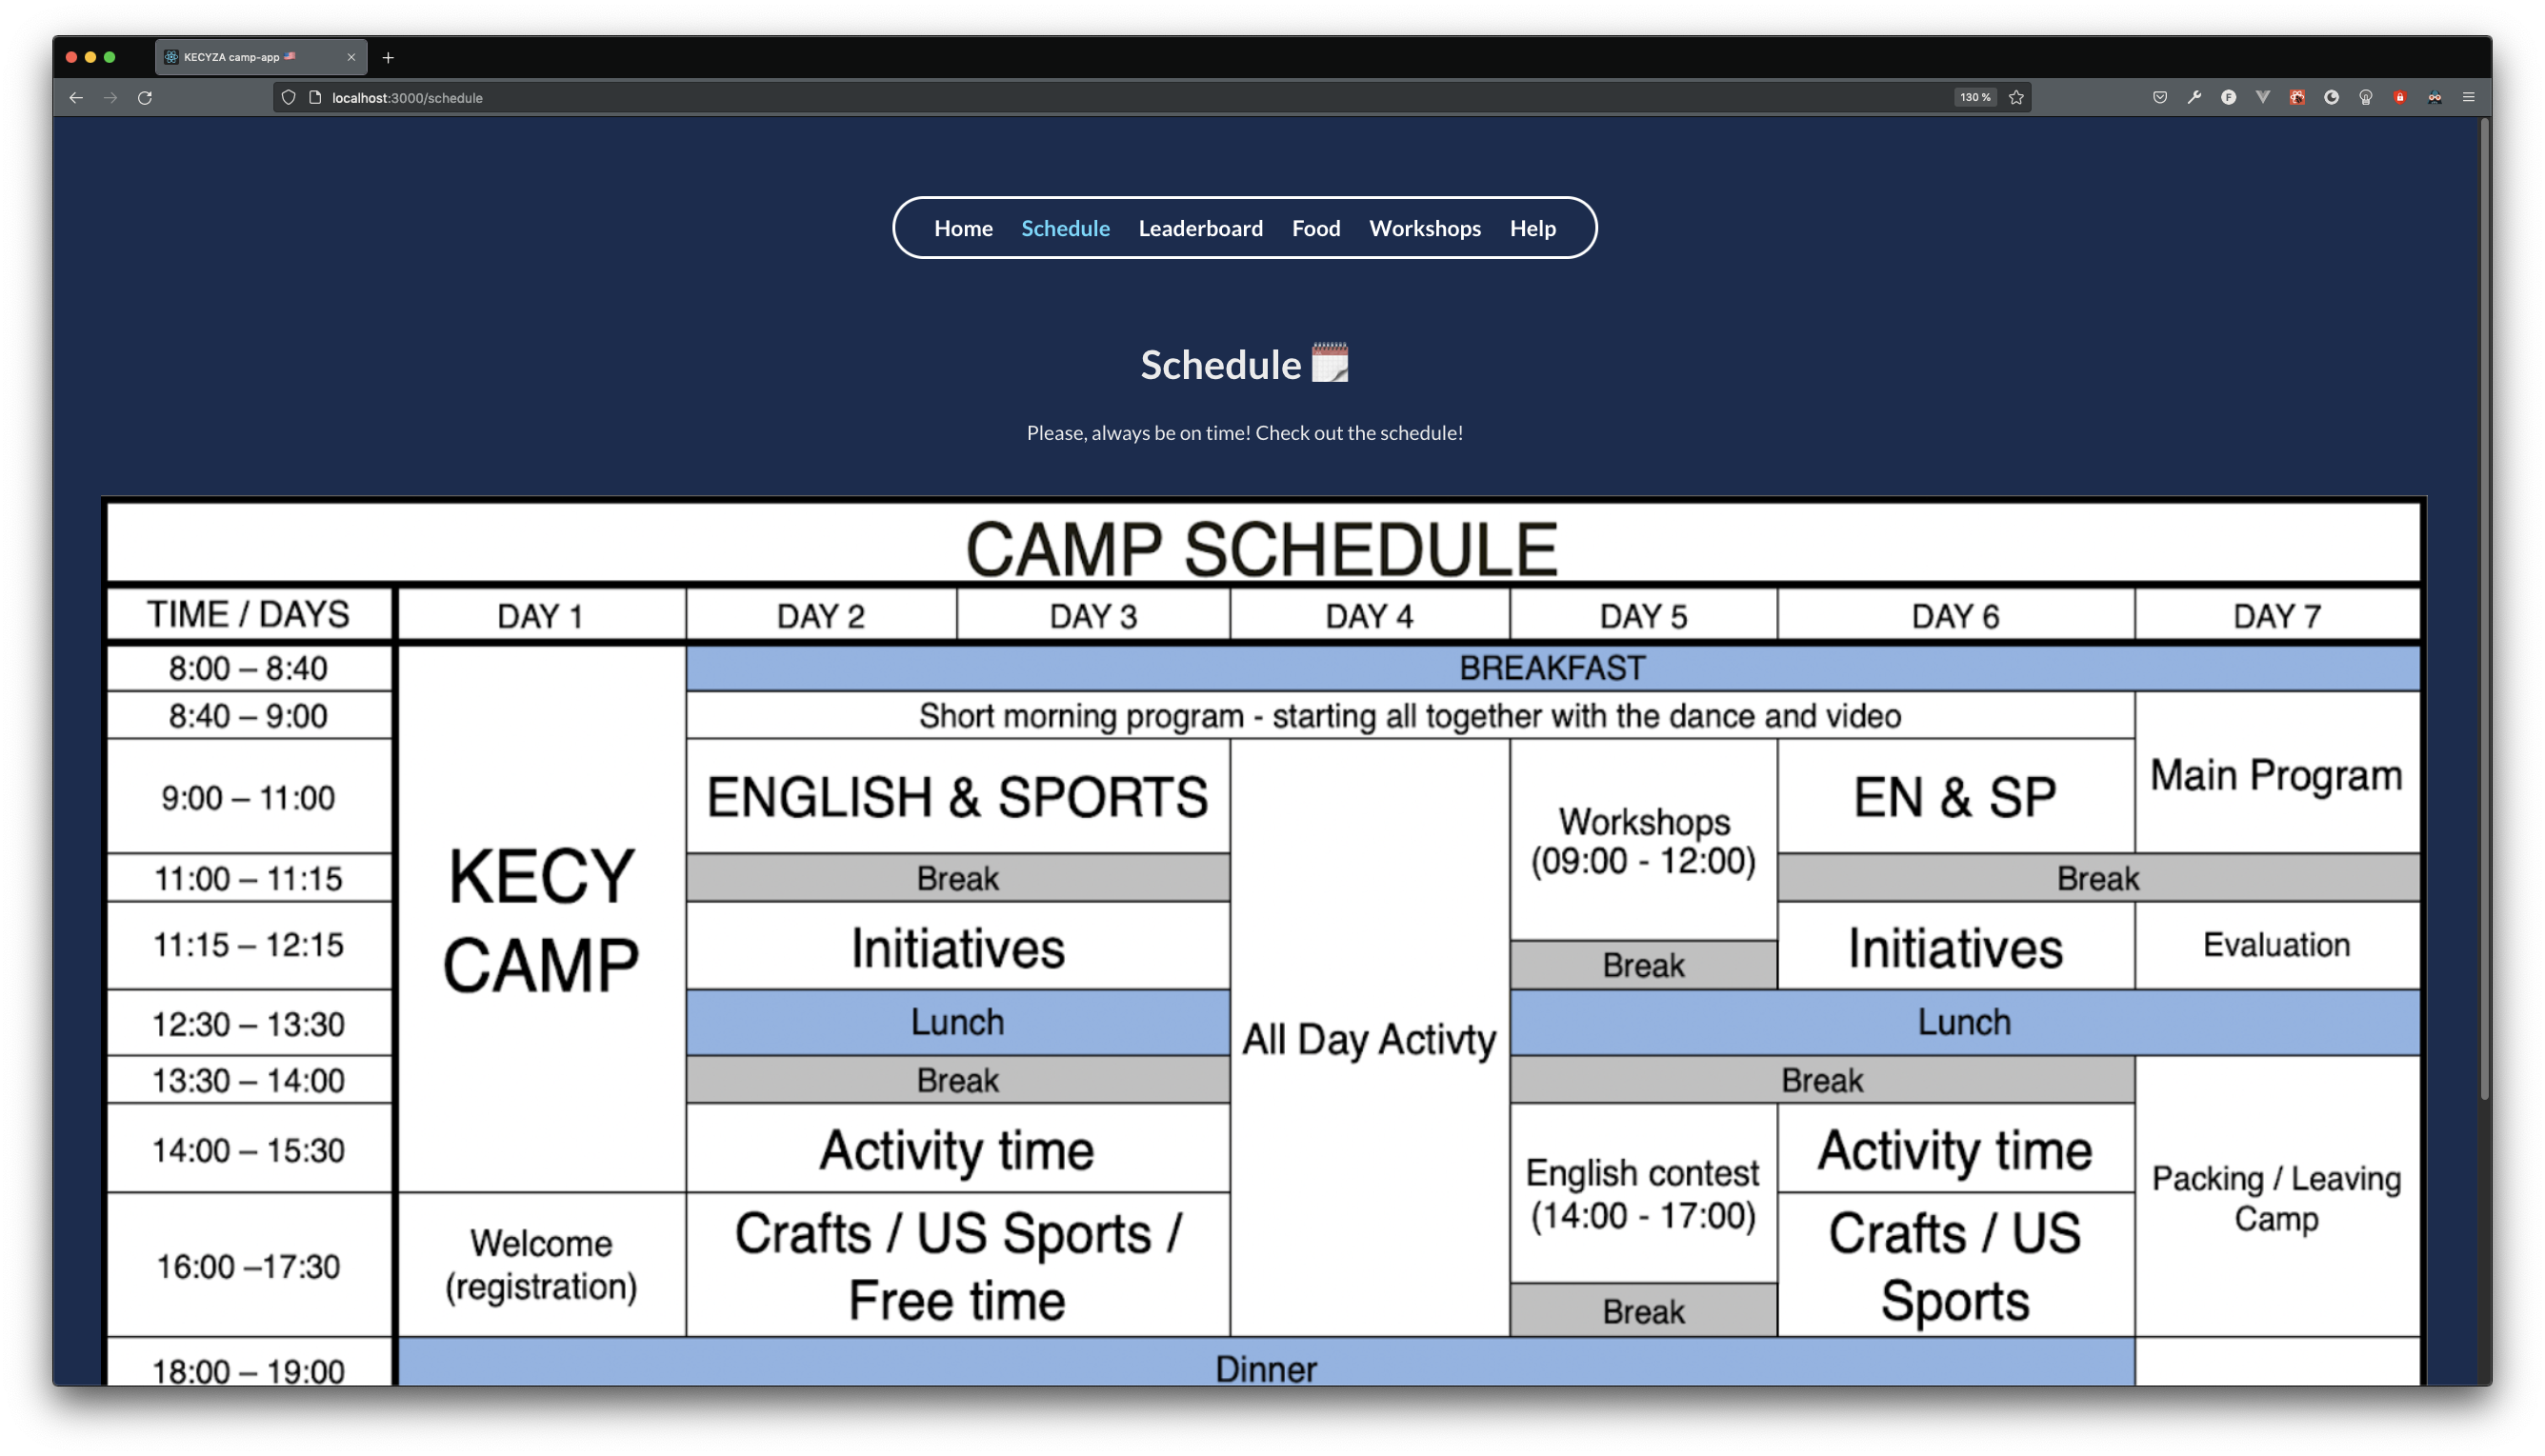 KECYZA camp-app
localhost:3000/schedule
130 %
Home Schedule Leaderboard Food Workshops Help
Schedule
Please, always be on time! Check out the schedule!
CAMP SCHEDULE
TIME / DAYS DAY 1 DAY 2 DAY 3 DAY 4 DAY 5 DAY 6 DAY 7
8:00 – 8:40 BREAKFAST
8:40 – 9:00 Short morning program - starting all together with the dance and video
Main Program
9:00 – 11:00 ENGLISH & SPORTS EN & SP
Workshops
(09:00 - 12:00)
KECY
CAMP
11:00 – 11:15 Break Break
11:15 – 12:15 Initiatives Initiatives Evaluation
Break
12:30 – 13:30 Lunch Lunch
All Day Activty
13:30 – 14:00 Break Break
14:00 – 15:30 Activity time Activity time
English contest
(14:00 - 17:00)
Packing / Leaving
Camp
16:00 –17:30
Welcome
(registration)
Crafts / US Sports /
Free time
Break
Crafts / US
Sports
18:00 – 19:00 Dinner